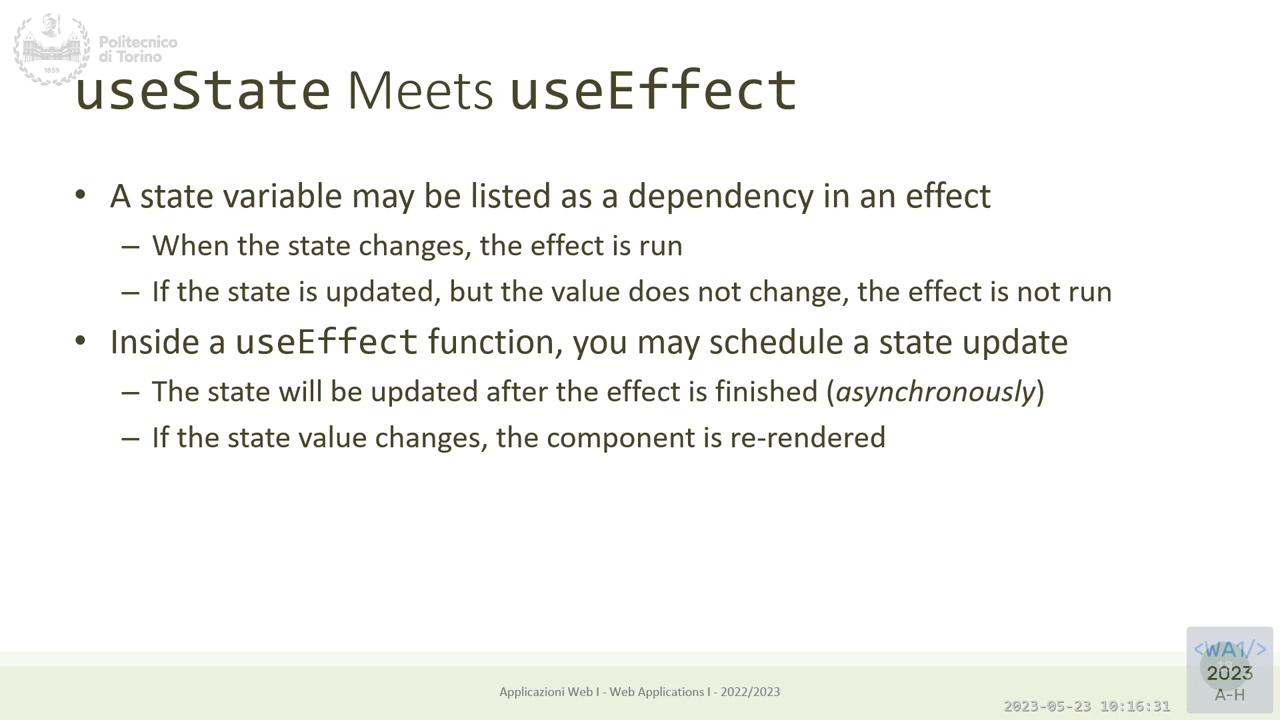 Politecnico
di Torino
1859
useState Meets useEffect
• A state variable may be listed as a dependency in an effect
– When the state changes, the effect is run
– If the state is updated, but the value does not change, the effect is not run
• Inside a useEffect function, you may schedule a state update
– The state will be updated after the effect is finished (asynchronously)
– If the state value changes, the component is re-rendered
Applicazioni Web I - Web Applications I - 2022/2023
2023-05-23 10:16:31
<WA1/>
2023
A-H